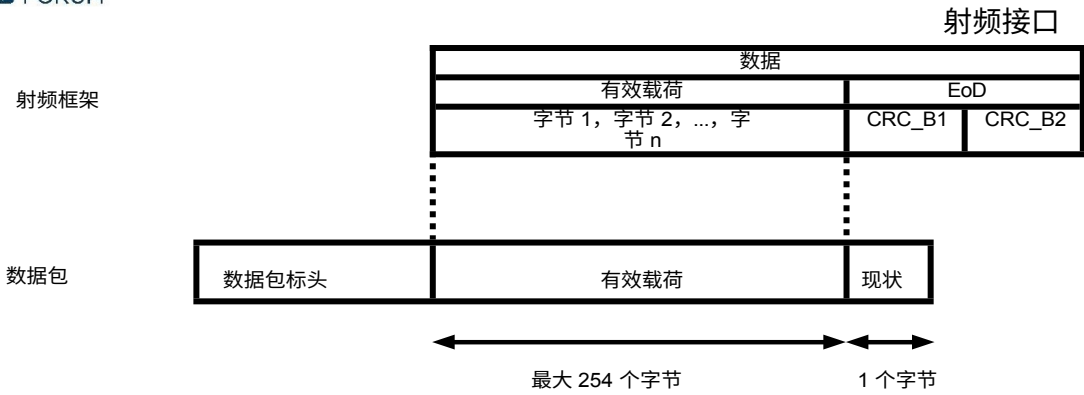 射频接口
数据
射频框架
有效载荷
EoD
字节 1，字节 2，...，字
节 n
CRC_B1
CRC_B2
数据包
数据包标头
有效载荷
现状
最大 254 个字节
1 个字节